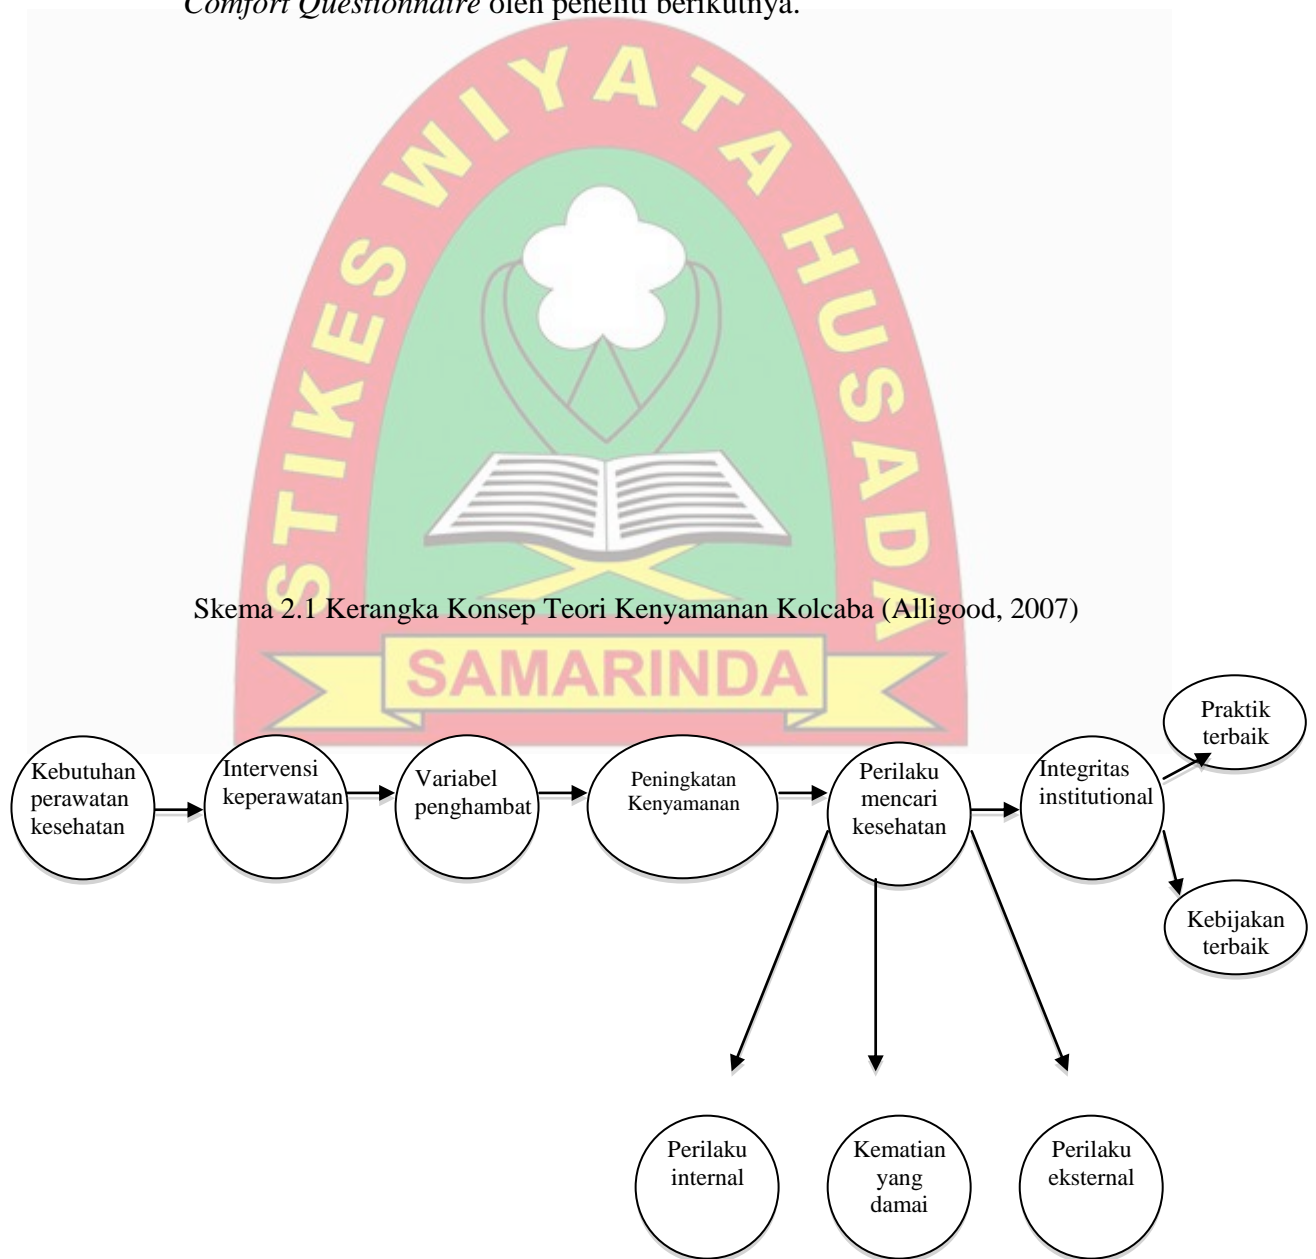 Comfort Questionnaire oleh peneliti berikutnya.
STIKES WIYATA HUSADA
Skema 2.1 Kerangka Konsep Teori Kenyamanan Kolcaba (Alligood, 2007)
SAMARINDA
Praktik
terbaik
Kebutuhan
perawatan
kesehatan
Intervensi
keperawatan
Variabel
penghambat
Peningkatan
Kenyamanan
Perilaku
mencari
kesehatan
Integritas
institutional
Kebijakan
terbaik
Perilaku
internal
Kematian
yang
damai
Perilaku
eksternal